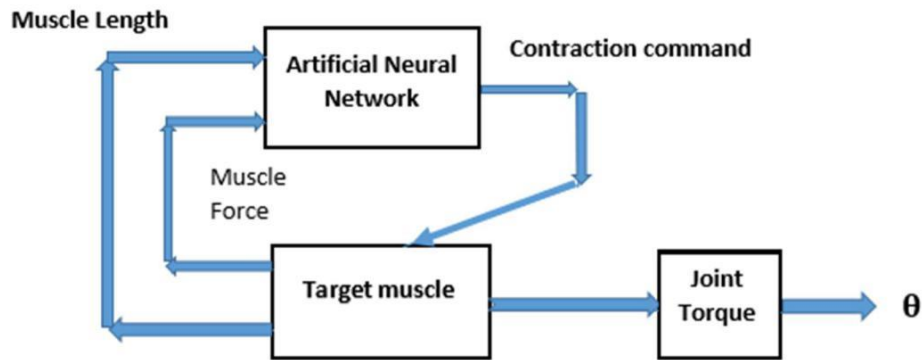 Muscle Length
Artificial Neural
Network
Contraction command
Muscle
Force
Target muscle
Joint
Torque
θ